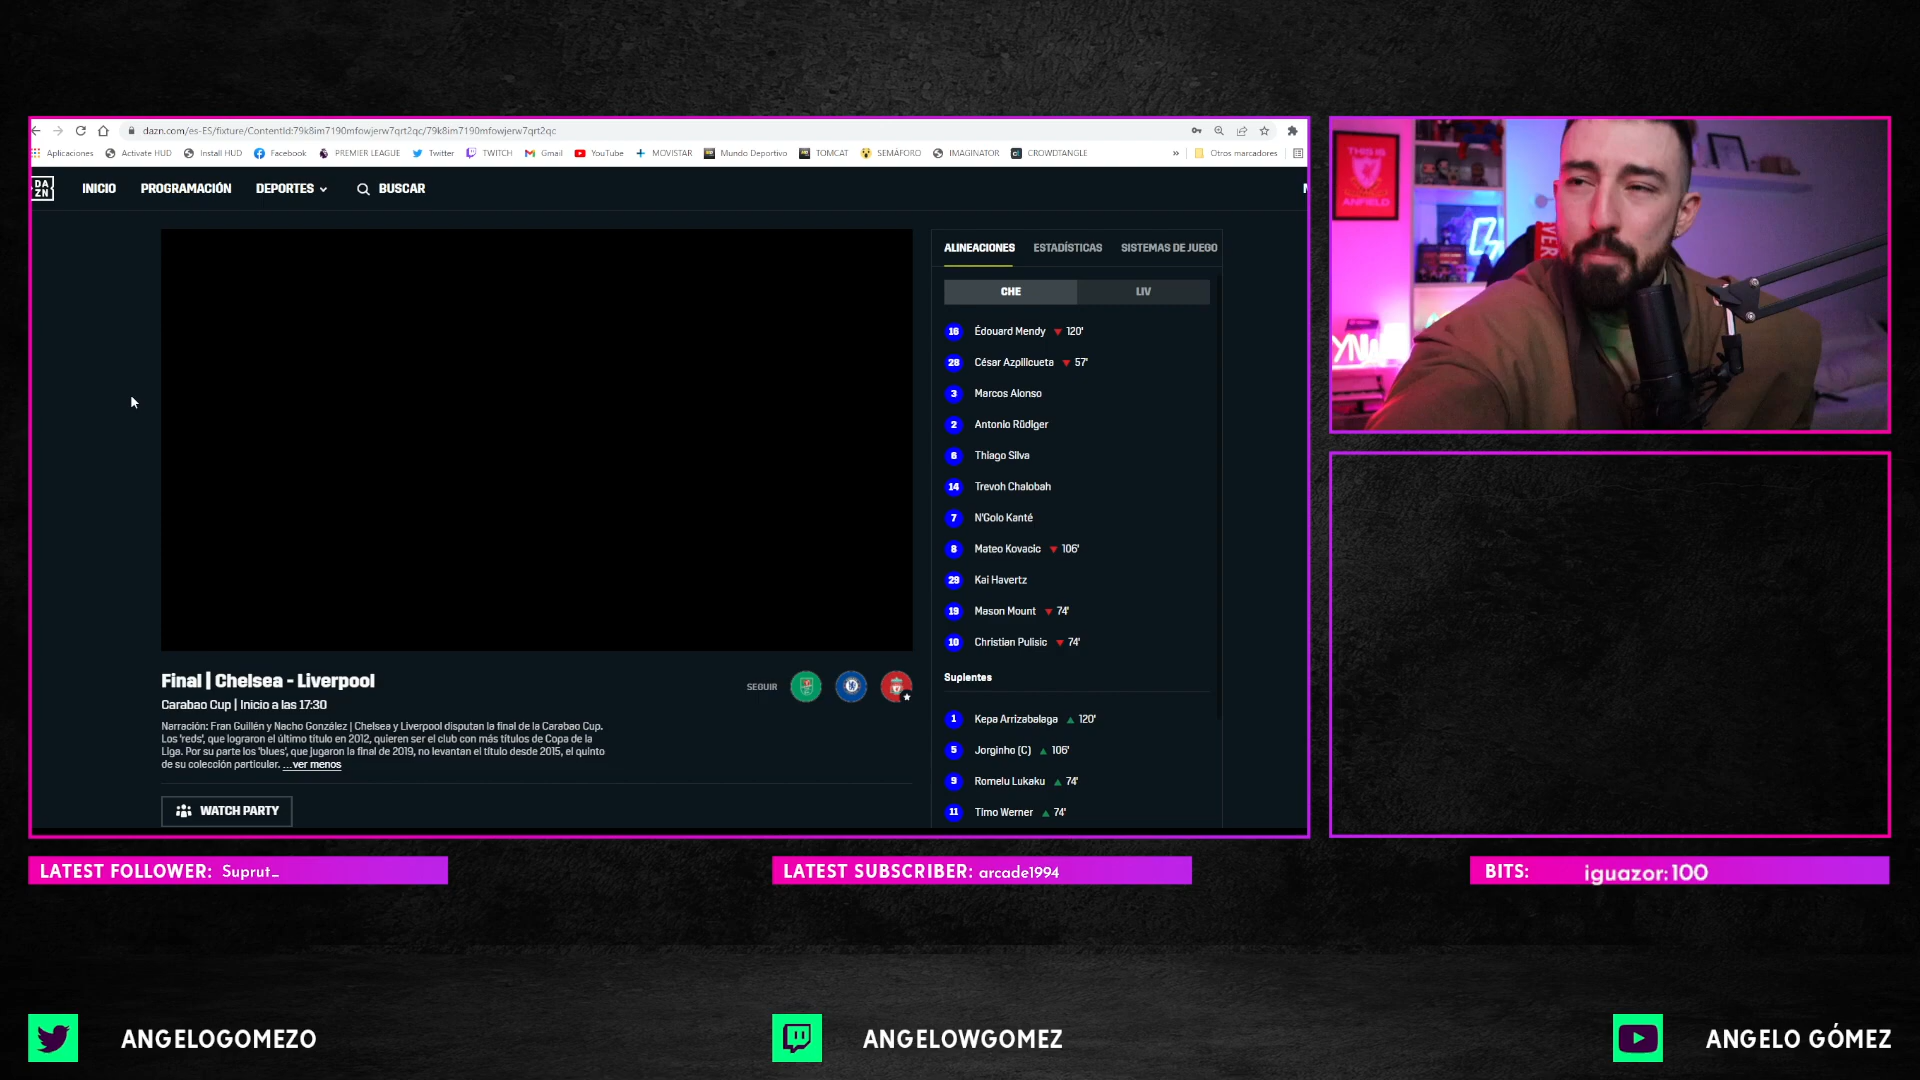 dazn.com/es-ES/fixture/ContentId:79k8im7190mfowjerw7qrt2qc/79k8im7190mfowjerw7qrt2qc
Aplicaciones Activate HUD Install HUD Facebook PREMIER LEAGUE Twitter TWITCH Gmail YouTube MOVISTAR Mundo Deportivo TOMCAT SEMÁFORO IMAGINATOR CROWDTANGLE » Otros marcadores
DA
ZN
INICIO PROGRAMACIÓN DEPORTES BUSCAR
ALINEACIONES ESTADÍSTICAS SISTEMAS DE JUEGO
CHE LIV
16 Édouard Mendy 120'
28 César Azpilicueta 57'
3 Marcos Alonso
2 Antonio Rüdiger
6 Thiago Silva
14 Trevoh Chalobah
7 N'Golo Kanté
8 Mateo Kovacic 106'
29 Kai Havertz
19 Mason Mount 74'
10 Christian Pulisic 74'
Suplentes
1 Kepa Arrizabalaga 120'
5 Jorginho (C) 106'
9 Romelu Lukaku 74'
11 Timo Werner 74'
Final | Chelsea - Liverpool
SEGUIR
Carabao Cup | Inicio a las 17:30
Narración: Fran Guillén y Nacho González | Chelsea y Liverpool disputan la final de la Carabao Cup.
Los 'reds', que lograron el último título en 2012, quieren ser el club con más títulos de Copa de la
Liga. Por su parte los 'blues', que jugaron la final de 2019, no levantan el título desde 2015, el quinto
de su colección particular. ...ver menos
WATCH PARTY
THIS IS
ANFIELD
VER
YNW
LATEST FOLLOWER: Suprut_
LATEST SUBSCRIBER: arcade1994
BITS: iguazor: 100
ANGELOGOMEZO
ANGELOWGOMEZ
ANGELO GÓMEZ